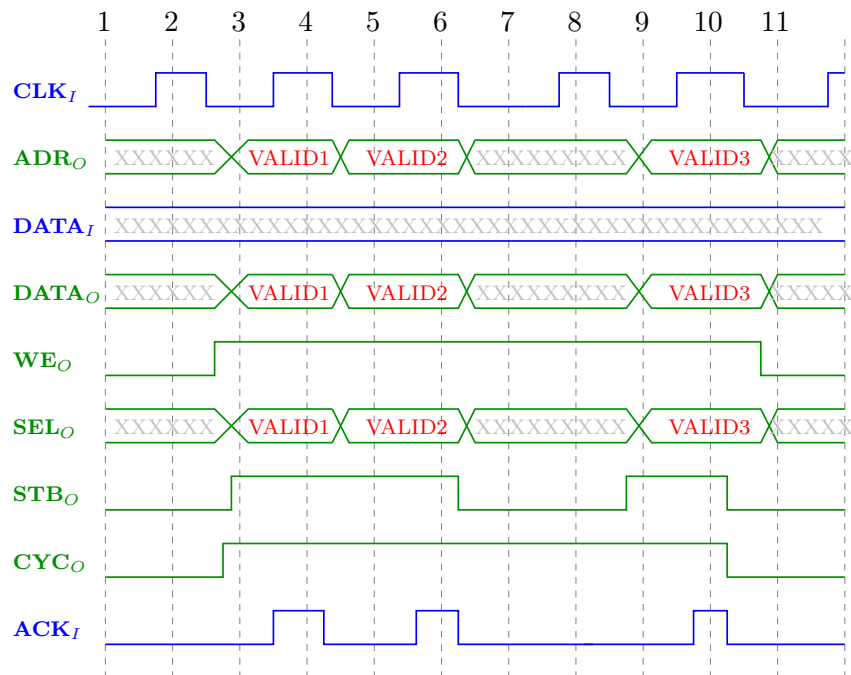 1 2 3 4 5 6 7 8 9 10 11
CLK_I
ADR_O XXXXXX VALID1 VALID2 XXXXXXXXX VALID3 XXXXX
DATA_I XXXXXXXXXXXXXXXXXXXXXXXXXXXXXXXXXXXXXXXXXX
DATA_O XXXXXX VALID1 VALID2 XXXXXXXXX VALID3 XXXXX
WE_O
SEL_O XXXXXX VALID1 VALID2 XXXXXXXXX VALID3 XXXXX
STB_O
CYC_O
ACK_I